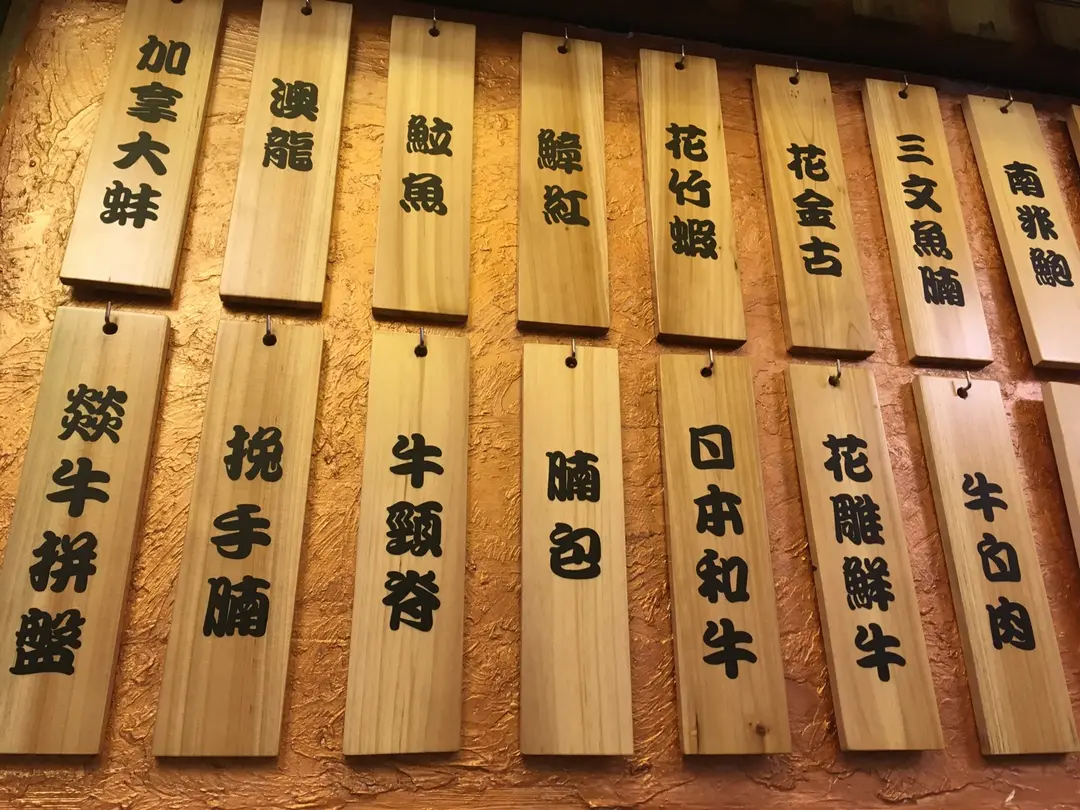 加拿大蚌
澳龍
魚
鱆紅
花竹蝦
花金古
三文魚腩
南非鮑
燚牛拼盤
挽手腩
牛頸脊
腩包
日本和牛
花雕鮮牛
牛白肉